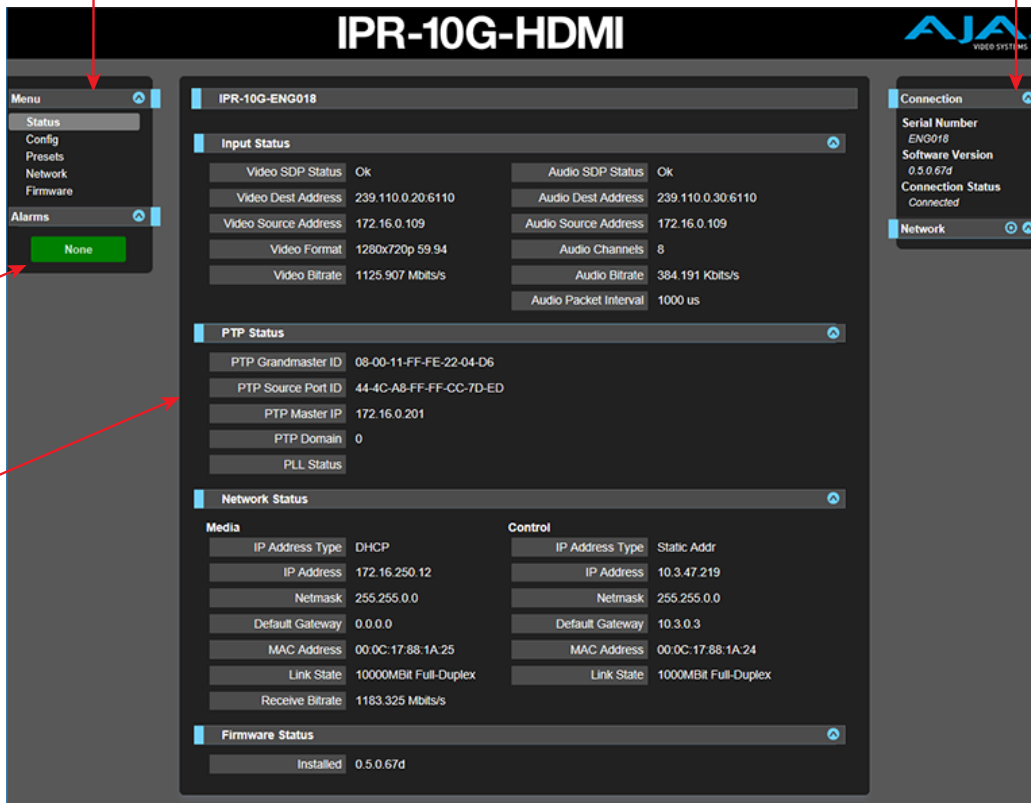 IPR-10G-HDMI
AJA
VIDEO SYSTEMS
Menu
Status
Config
Presets
Network
Firmware
Alarms
None
IPR-10G-ENG018
Input Status
Video SDP Status Ok
Video Dest Address 239.110.0.20:6110
Video Source Address 172.16.0.109
Video Format 1280x720p 59.94
Video Bitrate 1125.907 Mbits/s
Audio SDP Status Ok
Audio Dest Address 239.110.0.30:6110
Audio Source Address 172.16.0.109
Audio Channels 8
Audio Bitrate 384.191 Kbits/s
Audio Packet Interval 1000 us
PTP Status
PTP Grandmaster ID 08-00-11-FF-FE-22-04-D6
PTP Source Port ID 44-4C-A8-FF-FF-CC-7D-ED
PTP Master IP 172.16.0.201
PTP Domain 0
PLL Status
Network Status
Media
IP Address Type DHCP
IP Address 172.16.250.12
Netmask 255.255.0.0
Default Gateway 0.0.0.0
MAC Address 00:0C:17:88:1A:25
Link State 10000MBit Full-Duplex
Receive Bitrate 1183.325 Mbits/s
Control
IP Address Type Static Addr
IP Address 10.3.47.219
Netmask 255.255.0.0
Default Gateway 10.3.0.3
MAC Address 00:0C:17:88:1A:24
Link State 1000MBit Full-Duplex
Firmware Status
Installed 0.5.0.67d
Connection
Serial Number
ENG018
Software Version
0.5.0.67d
Connection Status
Connected
Network